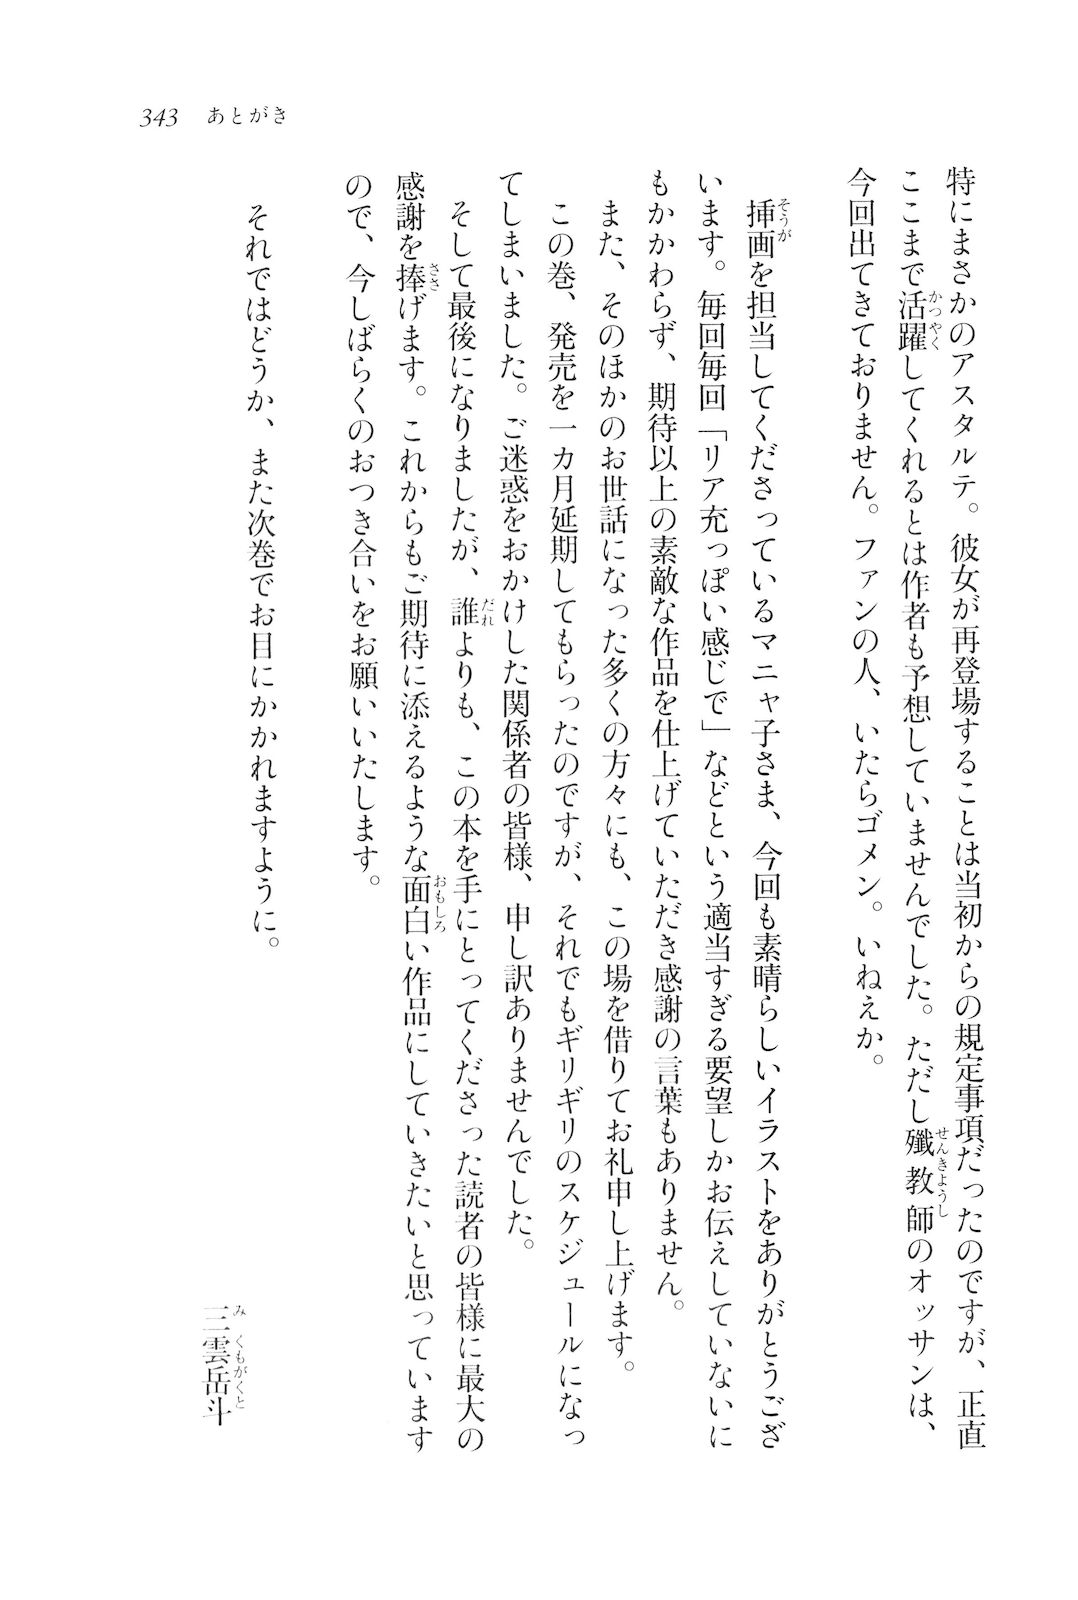 343 あとがき
特にまさかのアスタルテ。彼女が再登場することは当初からの規定事項だったのですが、正直
ここまで活躍してくれるとは作者も予想していませんでした。ただし殲教師のオッサンは、
今回出てきておりません。ファンの人、いたらゴメン。いねぇか。
挿画を担当してくださっているマニャ子さま、今回も素晴らしいイラストをありがとうござ
います。毎回毎回「リア充っぽい感じで」などという適当すぎる要望しかお伝えしていないに
もかかわらず、期待以上の素敵な作品を仕上げていただき感謝の言葉もありません。
また、そのほかのお世話になった多くの方々にも、この場を借りてお礼申し上げます。
この巻、発売を一カ月延期してもらったのですが、それでもギリギリのスケジュールになっ
てしまいました。ご迷惑をおかけした関係者の皆様、申し訳ありませんでした。
そして最後になりましたが、誰よりも、この本を手にとってくださった読者の皆様に最大の
感謝を捧げます。これからもご期待に添えるような面白い作品にしていきたいと思っています
ので、今しばらくのおつき合いをお願いいたします。
それではどうか、また次巻でお目にかかれますように。
三雲岳斗